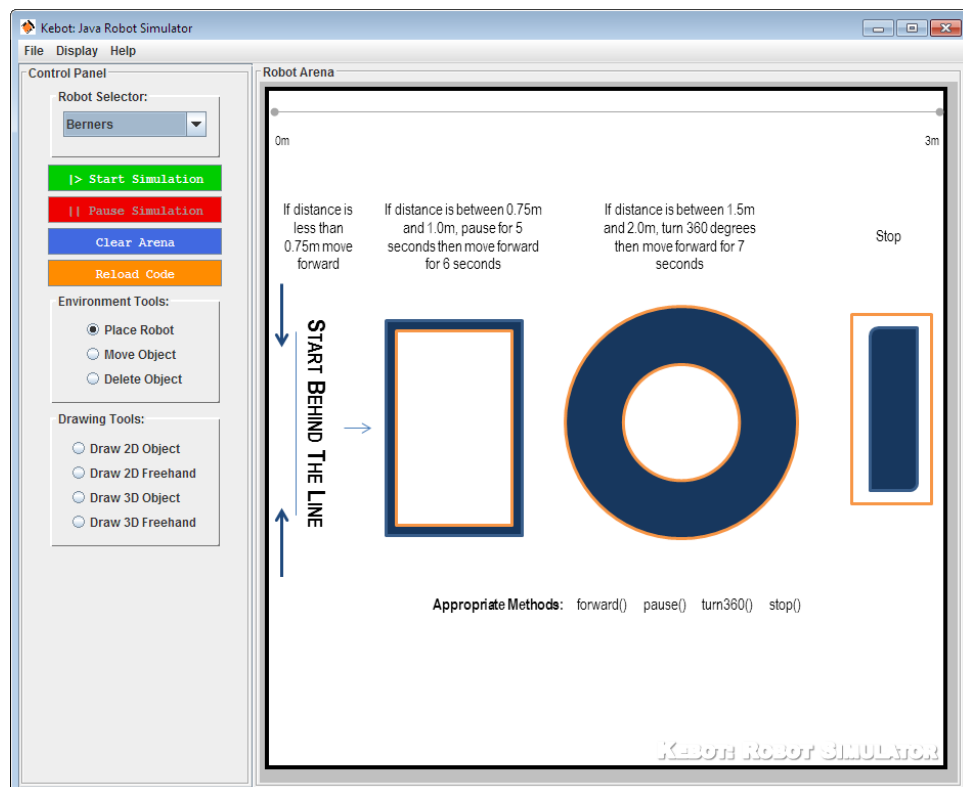 Kebot: Java Robot Simulator
File Display Help
Control Panel
Robot Selector:
Berners
|> Start Simulation
|| Pause Simulation
Clear Arena
Reload Code
Environment Tools:
Place Robot
Move Object
Delete Object
Drawing Tools:
Draw 2D Object
Draw 2D Freehand
Draw 3D Object
Draw 3D Freehand
Robot Arena
0m
3m
If distance is
less than
0.75m move
forward
If distance is between 0.75m
and 1.0m, pause for 5
seconds then move forward
for 6 seconds
If distance is between 1.5m
and 2.0m, turn 360 degrees
then move forward for 7
seconds
Stop
START BEHIND THE LINE
Appropriate Methods: forward() pause() turn360() stop()
KEBOT: ROBOT SIMULATOR